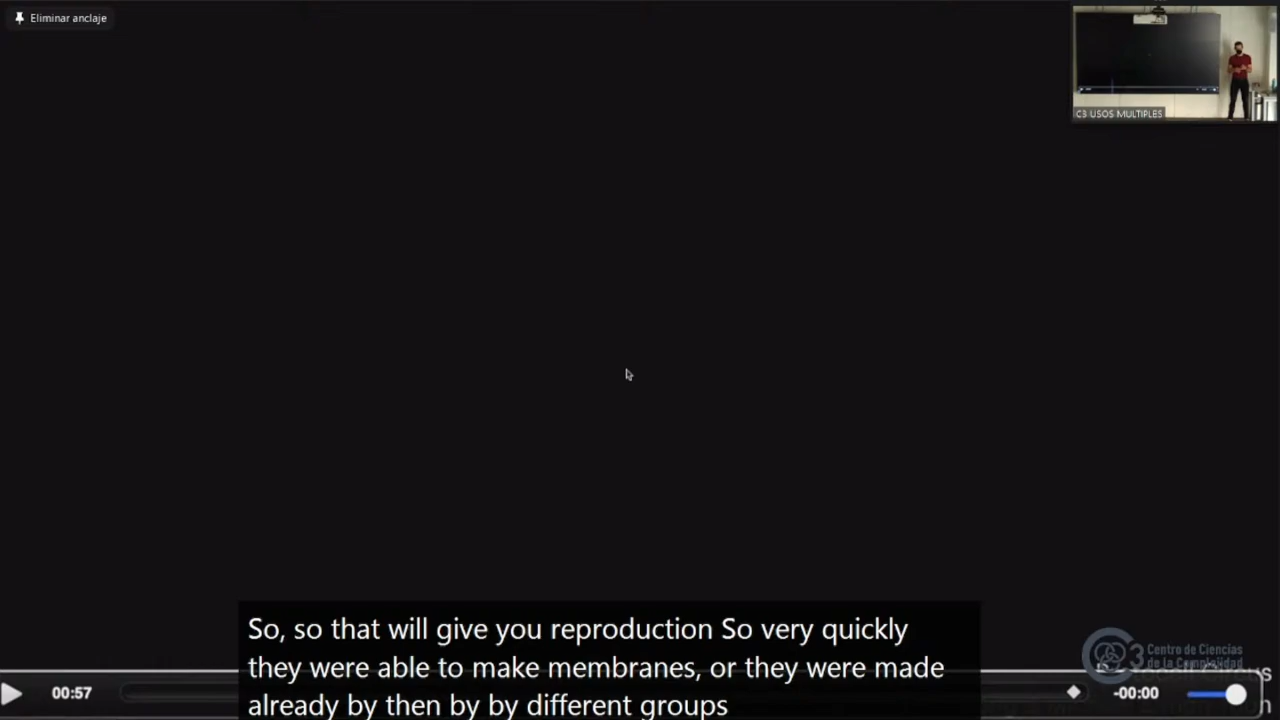 Eliminar anclaje
C3 USOS MULTIPLES
So, so that will give you reproduction So very quickly
they were able to make membranes, or they were made
already by then by by different groups
3 Centro de Ciencias
de la Complejidad
00:57
-00:00